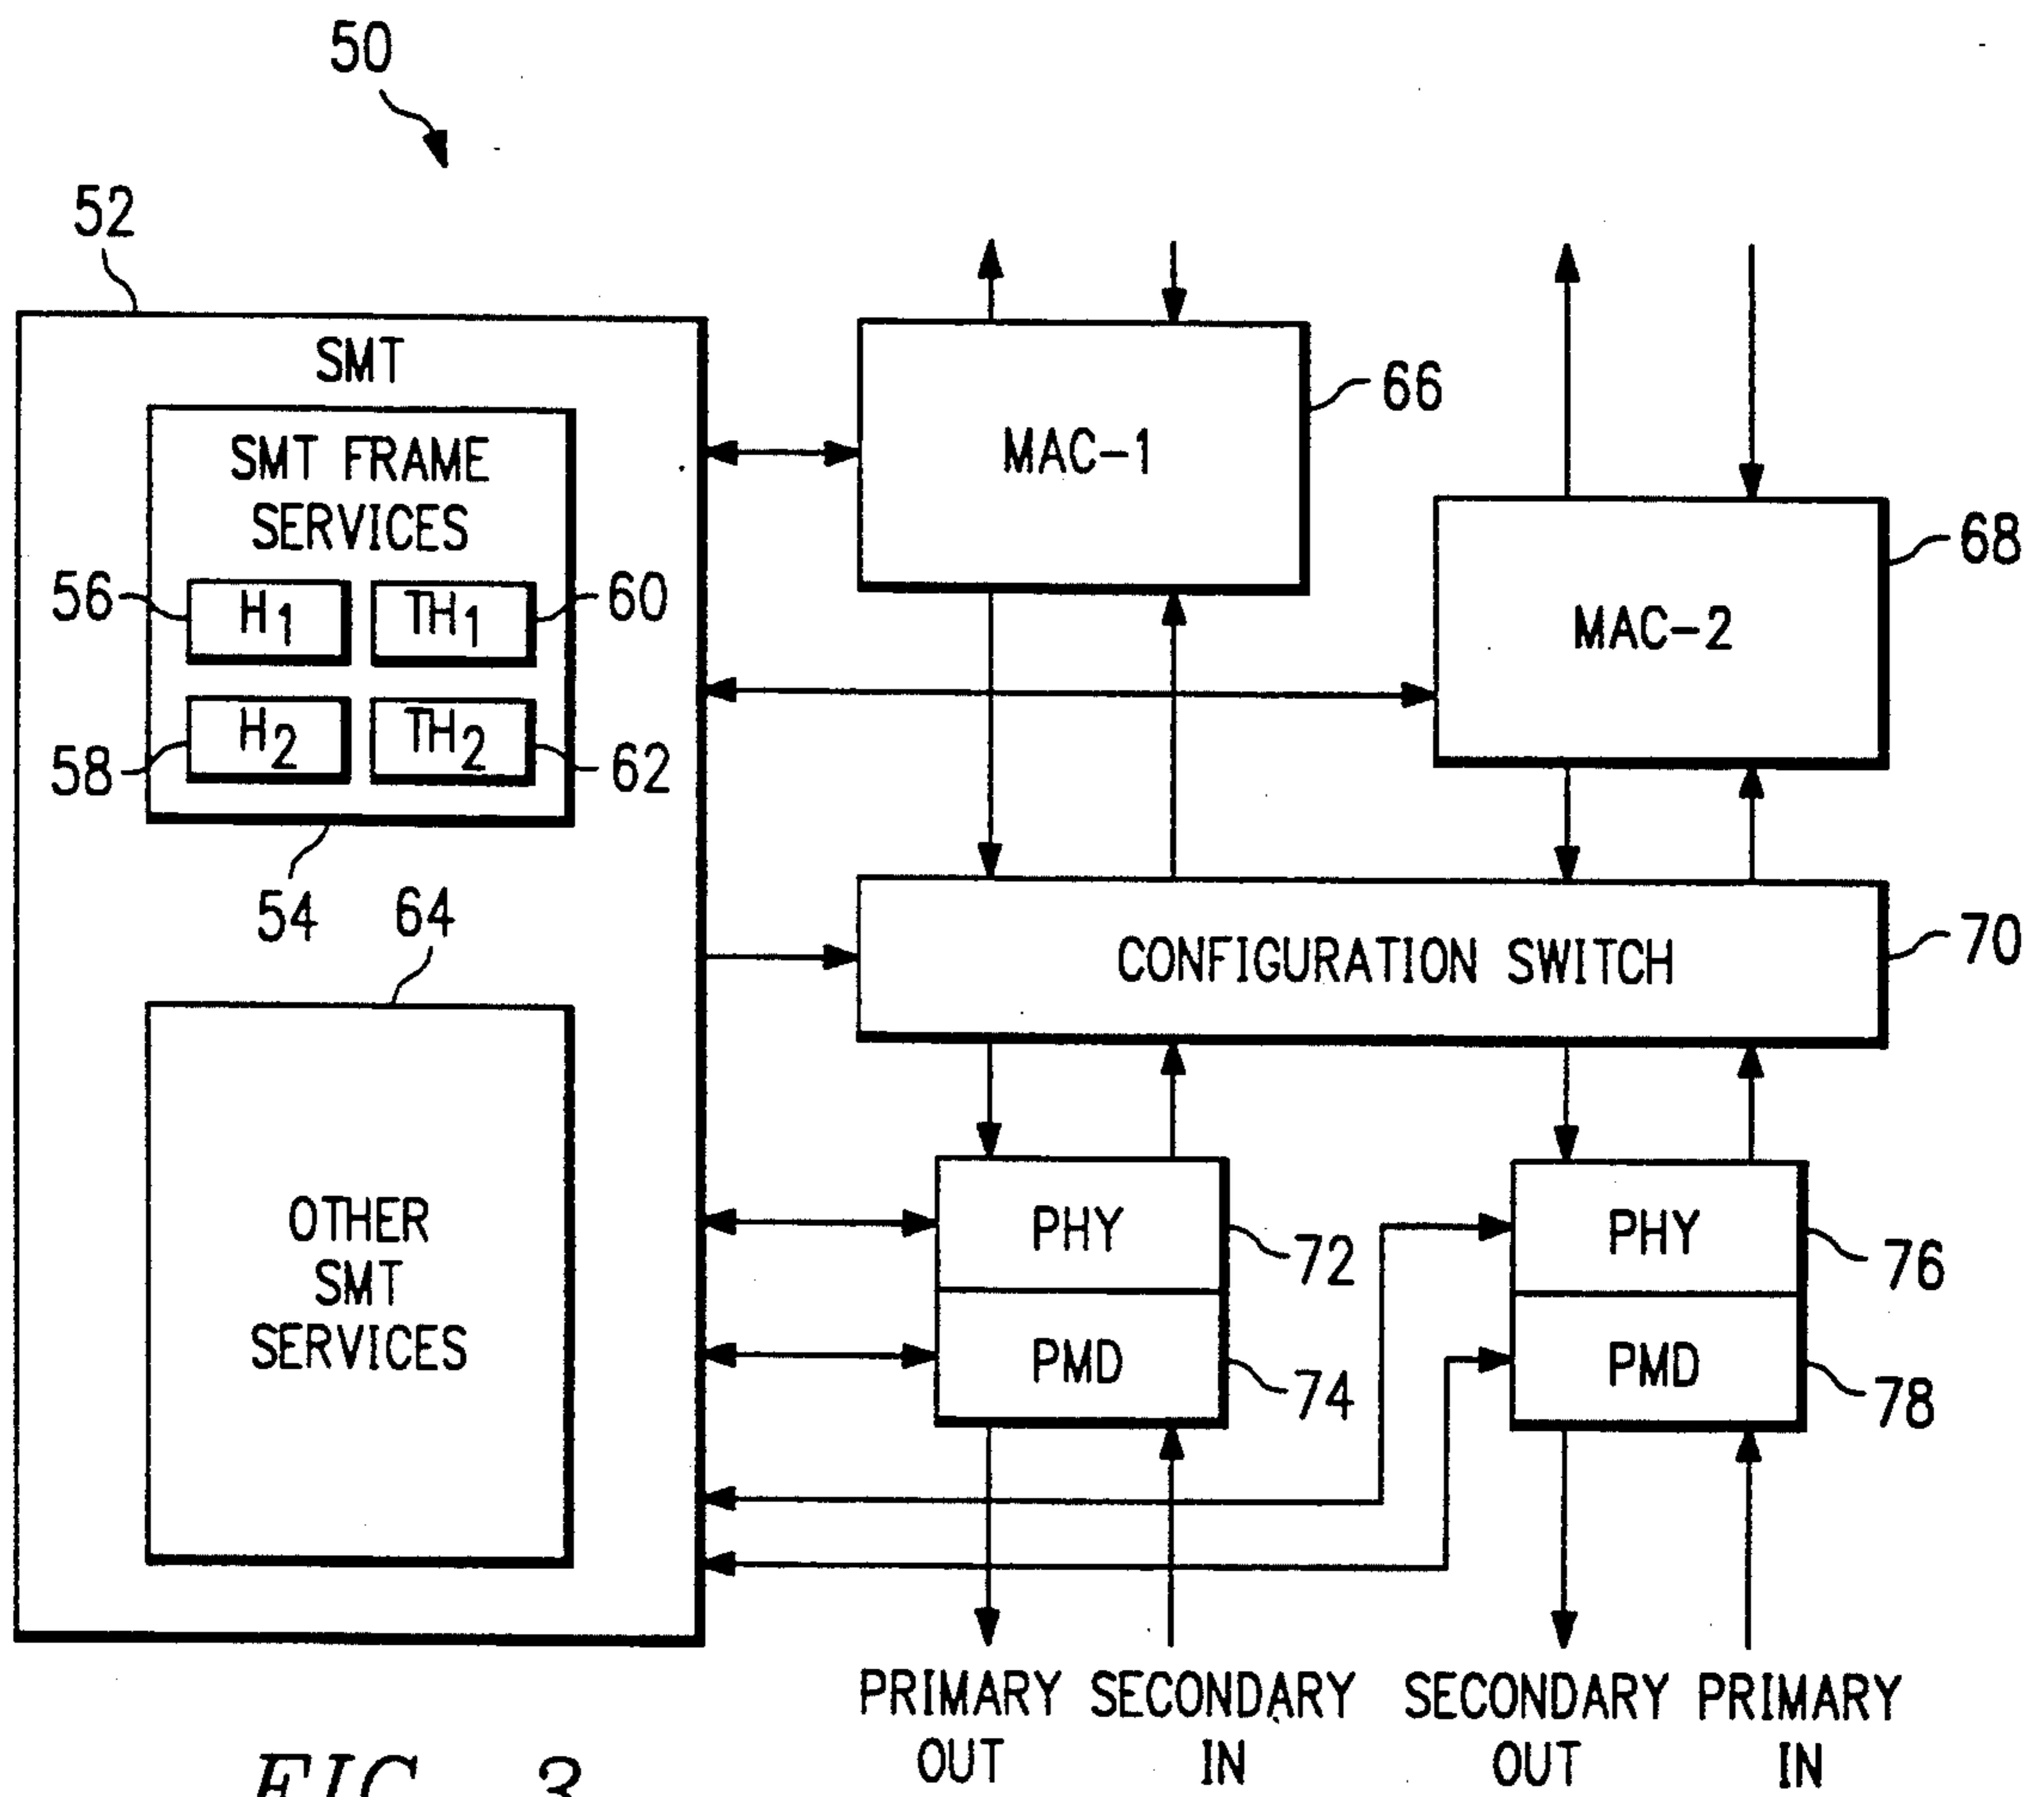 50
52
SMT
SMT FRAME
SERVICES
56
H1
TH1
60
58
H2
TH2
62
54
64
OTHER
SMT
SERVICES
MAC-1
66
MAC-2
68
CONFIGURATION SWITCH
70
PHY
72
PMD
74
PHY
76
PMD
78
PRIMARY
OUT
SECONDARY
IN
SECONDARY
OUT
PRIMARY
IN
FIG. 3